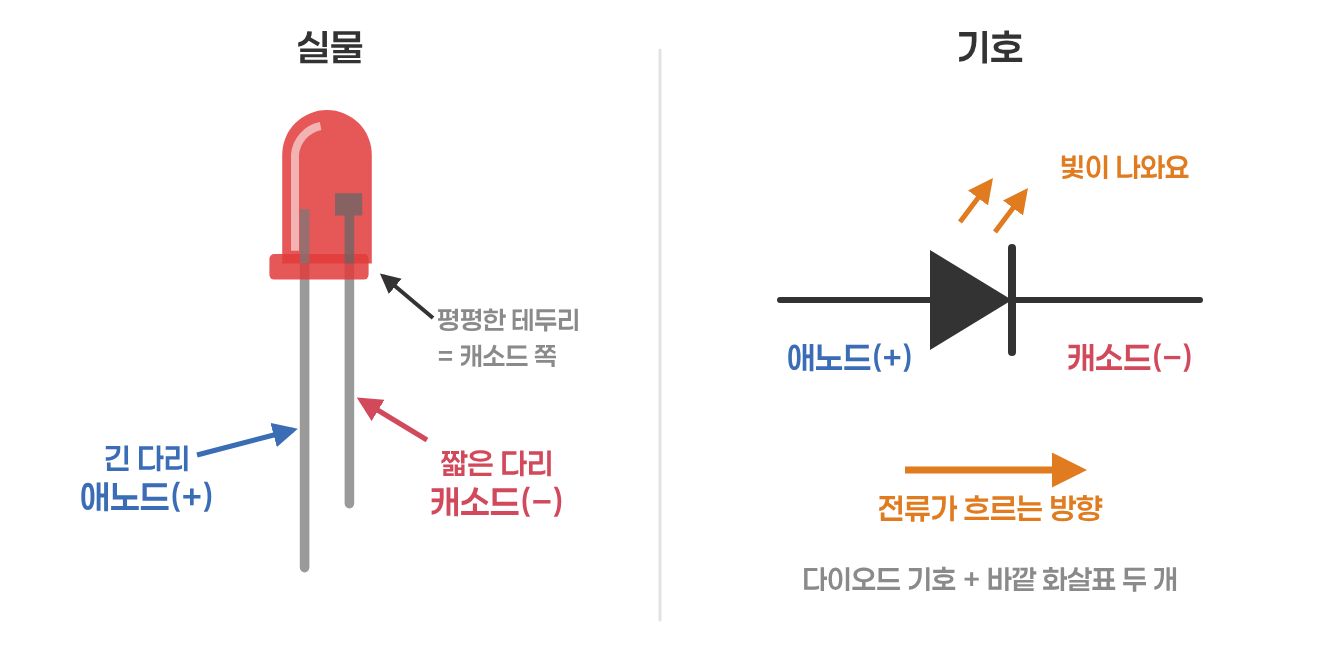 실물
평평한 테두리
= 캐소드 쪽
긴 다리
애노드(+)
짧은 다리
캐소드(−)
기호
빛이 나와요
애노드(+)
캐소드(−)
전류가 흐르는 방향
다이오드 기호 + 바깥 화살표 두 개